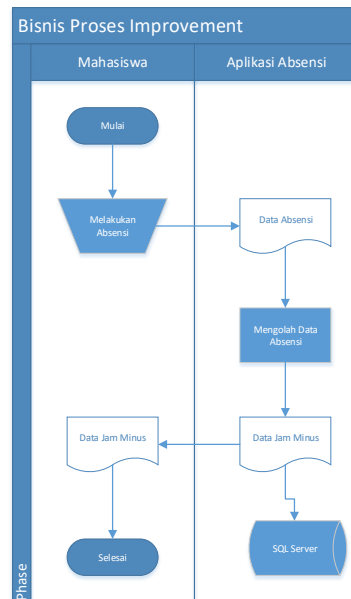 Bisnis Proses Improvement
Mahasiswa
Aplikasi Absensi
Mulai
Melakukan
Absensi
Data Absensi
Mengolah Data
Absensi
Data Jam Minus
Data Jam Minus
Selesai
SQL Server
Phase